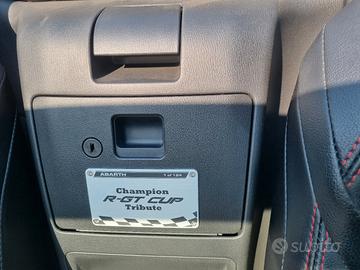 ABARTH 1 of 124
Champion
R-GT CUP
Tribute
Subito